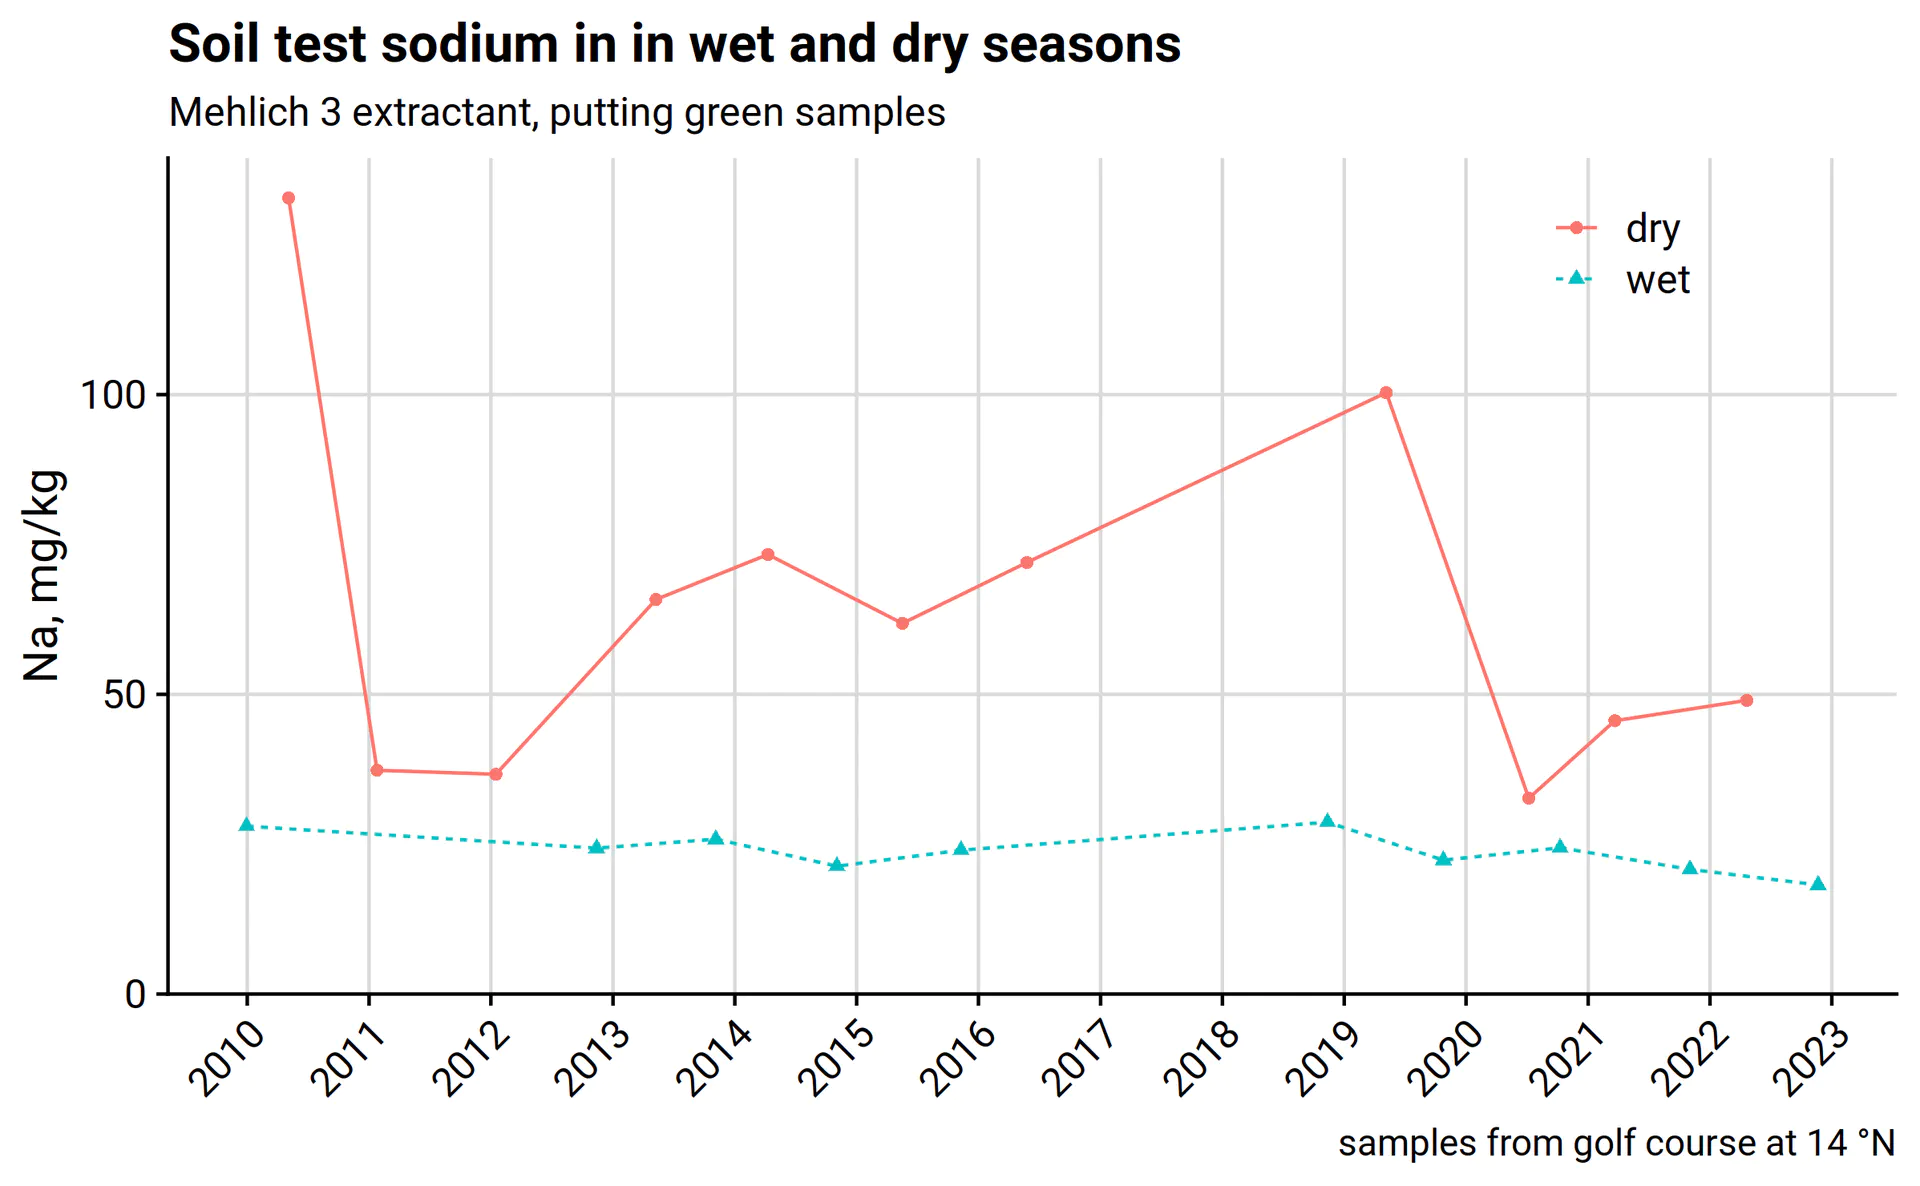 Soil test sodium in in wet and dry seasons
Mehlich 3 extractant, putting green samples
dry
wet
Na, mg/kg
100
50
0
2010
2011
2012
2013
2014
2015
2016
2017
2018
2019
2020
2021
2022
2023
samples from golf course at 14 °N